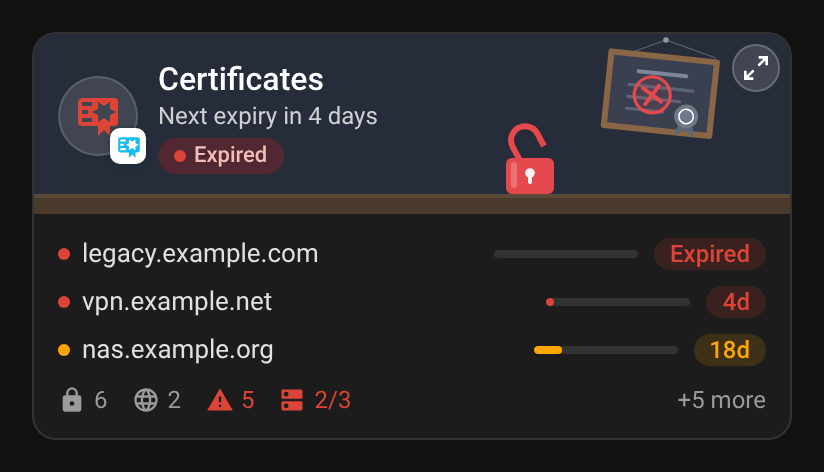 Certificates
Next expiry in 4 days
Expired
legacy.example.com Expired
vpn.example.net 4d
nas.example.org 18d
6 2 5 2/3 +5 more